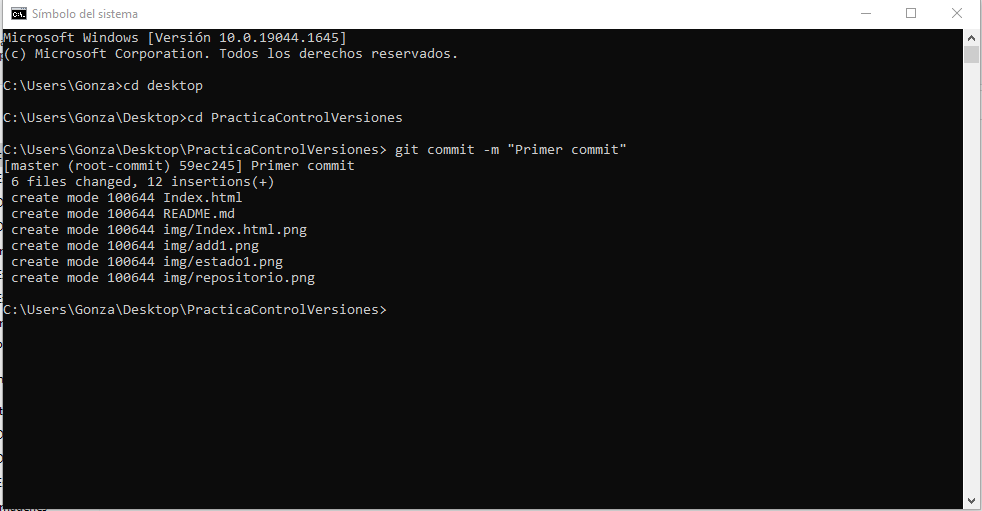 Símbolo del sistema
Microsoft Windows [Versión 10.0.19044.1645]
(c) Microsoft Corporation. Todos los derechos reservados.
C:\Users\Gonza>cd desktop
C:\Users\Gonza\Desktop>cd PracticaControlVersiones
C:\Users\Gonza\Desktop\PracticaControlVersiones> git commit -m "Primer commit"
[master (root-commit) 59ec245] Primer commit
 6 files changed, 12 insertions(+)
 create mode 100644 Index.html
 create mode 100644 README.md
 create mode 100644 img/Index.html.png
 create mode 100644 img/add1.png
 create mode 100644 img/estado1.png
 create mode 100644 img/repositorio.png
C:\Users\Gonza\Desktop\PracticaControlVersiones>